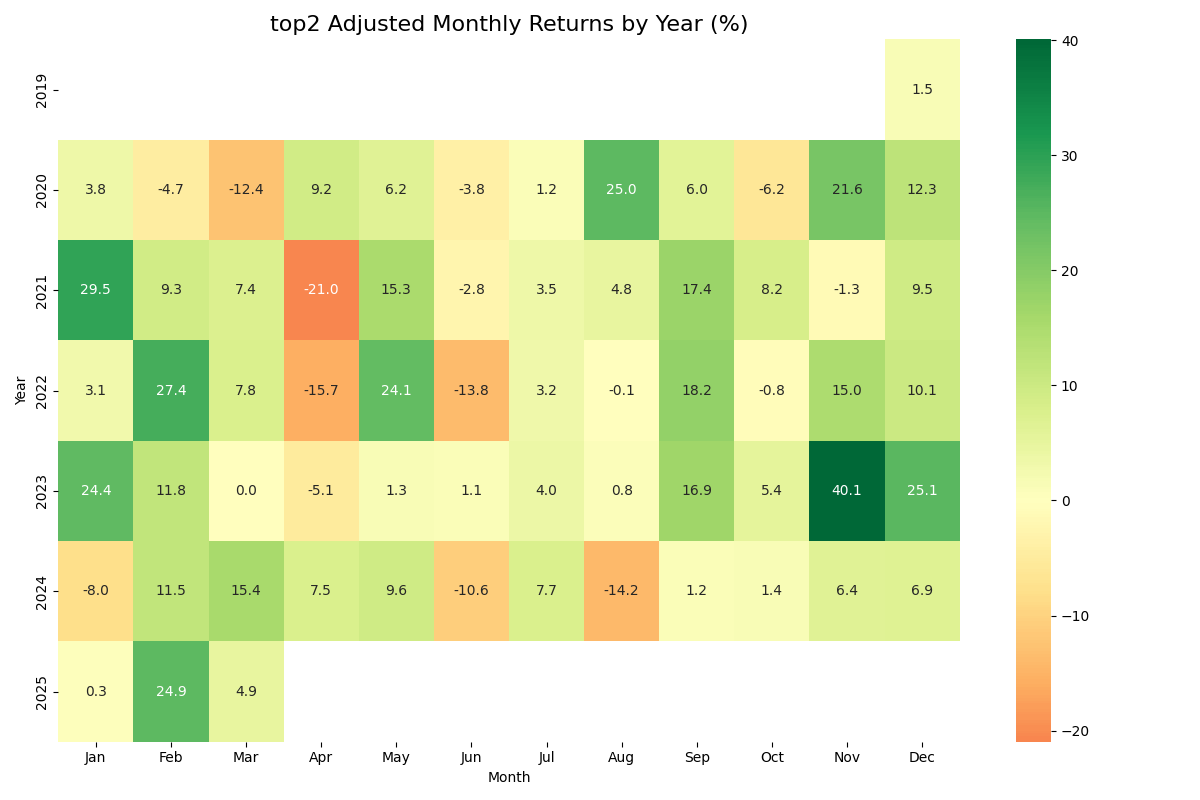 top2 Adjusted Monthly Returns by Year (%)
2019 1.5
2020 3.8 -4.7 -12.4 9.2 6.2 -3.8 1.2 25.0 6.0 -6.2 21.6 12.3
2021 29.5 9.3 7.4 -21.0 15.3 -2.8 3.5 4.8 17.4 8.2 -1.3 9.5
Year
2022 3.1 27.4 7.8 -15.7 24.1 -13.8 3.2 -0.1 18.2 -0.8 15.0 10.1
2023 24.4 11.8 0.0 -5.1 1.3 1.1 4.0 0.8 16.9 5.4 40.1 25.1
2024 -8.0 11.5 15.4 7.5 9.6 -10.6 7.7 -14.2 1.2 1.4 6.4 6.9
2025 0.3 24.9 4.9
Jan Feb Mar Apr May Jun Jul Aug Sep Oct Nov Dec
Month
40
30
20
10
0
−10
−20